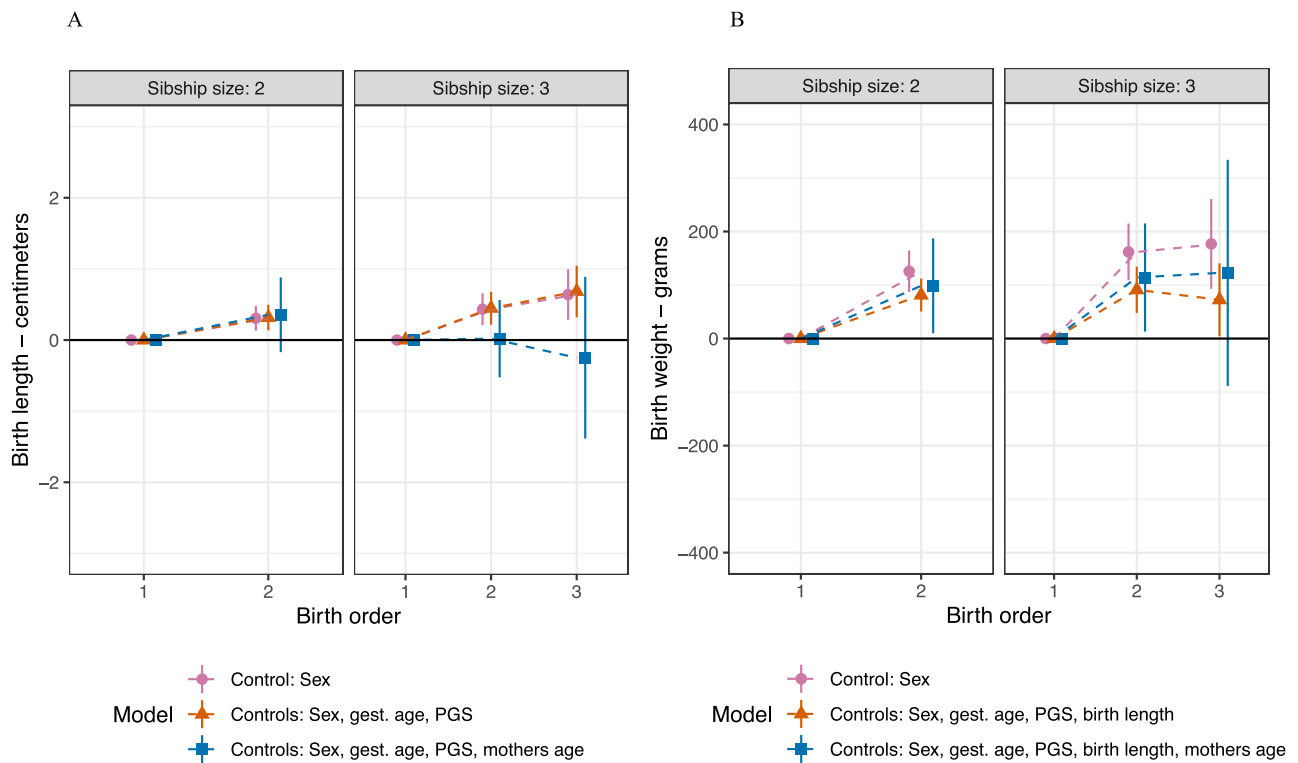 A
B
Sibship size: 2
Sibship size: 3
Sibship size: 2
Sibship size: 3
Birth length – centimeters
2
0
−2
1
2
1
2
3
Birth order
Birth weight – grams
400
200
0
−200
−400
1
2
1
2
3
Birth order
Model
Control: Sex
Controls: Sex, gest. age, PGS
Controls: Sex, gest. age, PGS, mothers age
Model
Control: Sex
Controls: Sex, gest. age, PGS, birth length
Controls: Sex, gest. age, PGS, birth length, mothers age